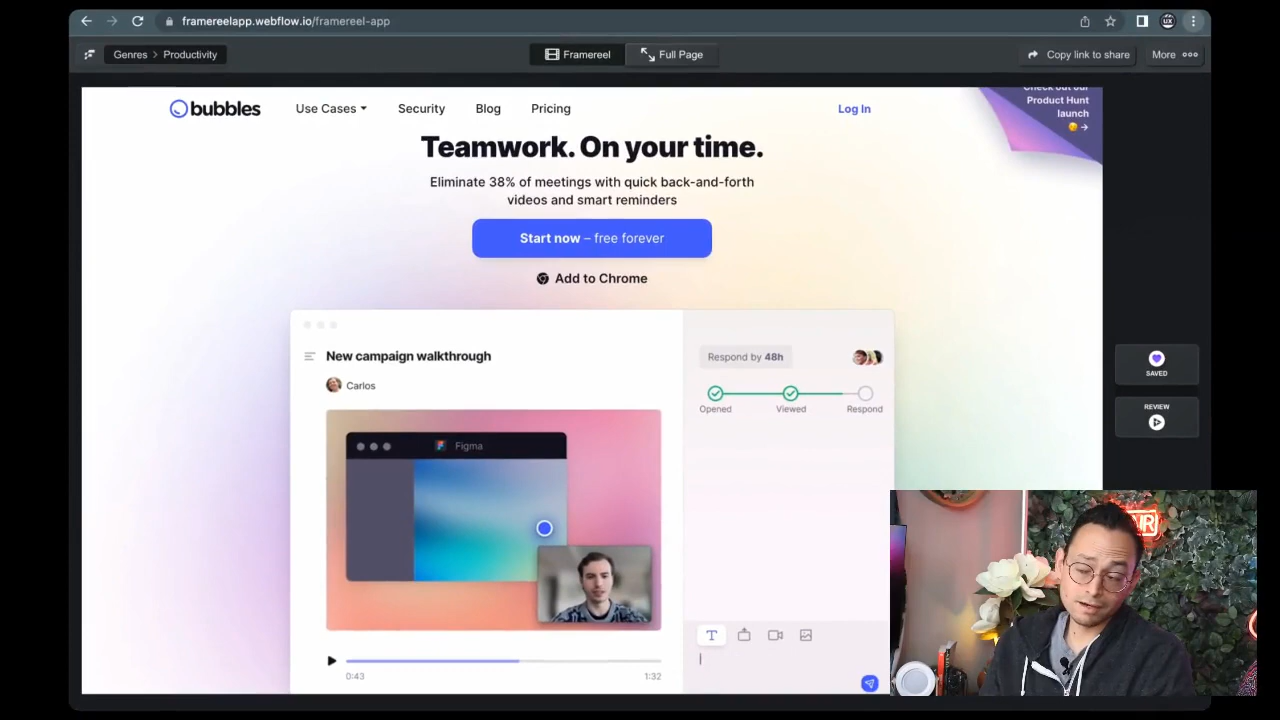 framereelapp.webflow.io/framereel-app
Genres > Productivity
Framereel
Full Page
Copy link to share
More
bubbles
Use Cases
Security
Blog
Pricing
Log In
Check out our
Product Hunt
launch
Teamwork. On your time.
Eliminate 38% of meetings with quick back-and-forth
videos and smart reminders
Start now – free forever
Add to Chrome
New campaign walkthrough
Carlos
Figma
0:43
1:32
Respond by 48h
Opened
Viewed
Respond
T
SAVED
REVIEW